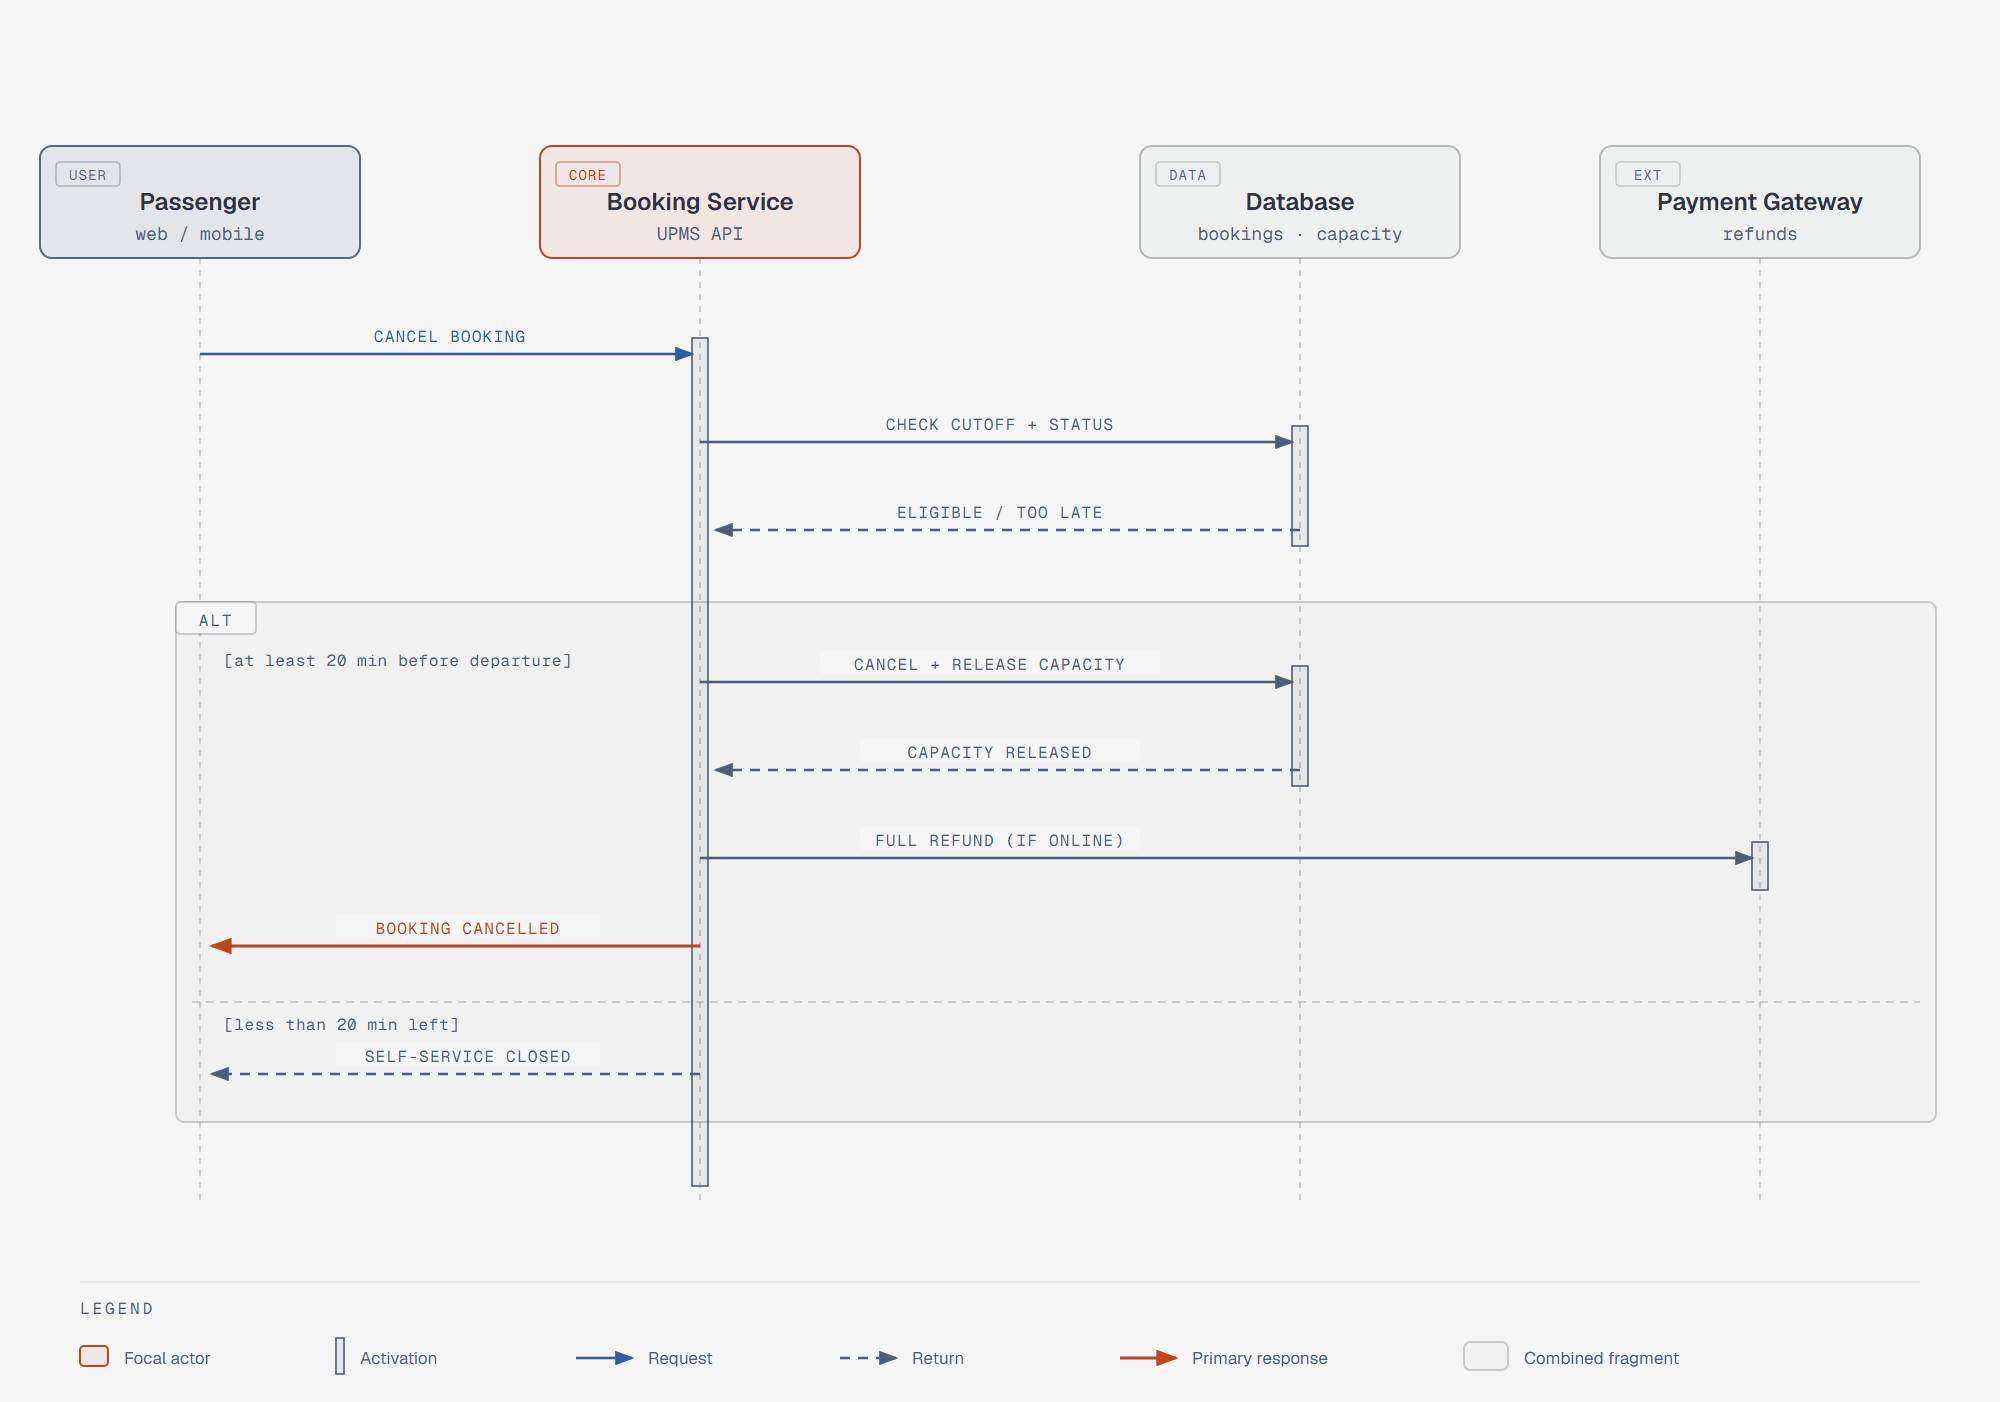 USER
Passenger
web / mobile
CORE
Booking Service
UPMS API
DATA
Database
bookings · capacity
EXT
Payment Gateway
refunds
CANCEL BOOKING
CHECK CUTOFF + STATUS
ELIGIBLE / TOO LATE
ALT
[at least 20 min before departure]
CANCEL + RELEASE CAPACITY
CAPACITY RELEASED
FULL REFUND (IF ONLINE)
BOOKING CANCELLED
[less than 20 min left]
SELF-SERVICE CLOSED
LEGEND
Focal actor
Activation
Request
Return
Primary response
Combined fragment